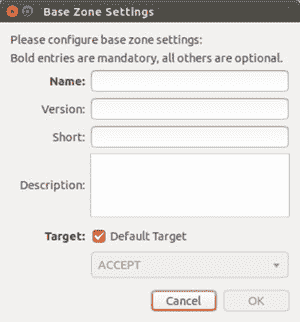 Base Zone Settings
Please configure base zone settings:
Bold entries are mandatory, all others are optional.
Name:
Version:
Short:
Description:
Target: Default Target
ACCEPT
Cancel OK